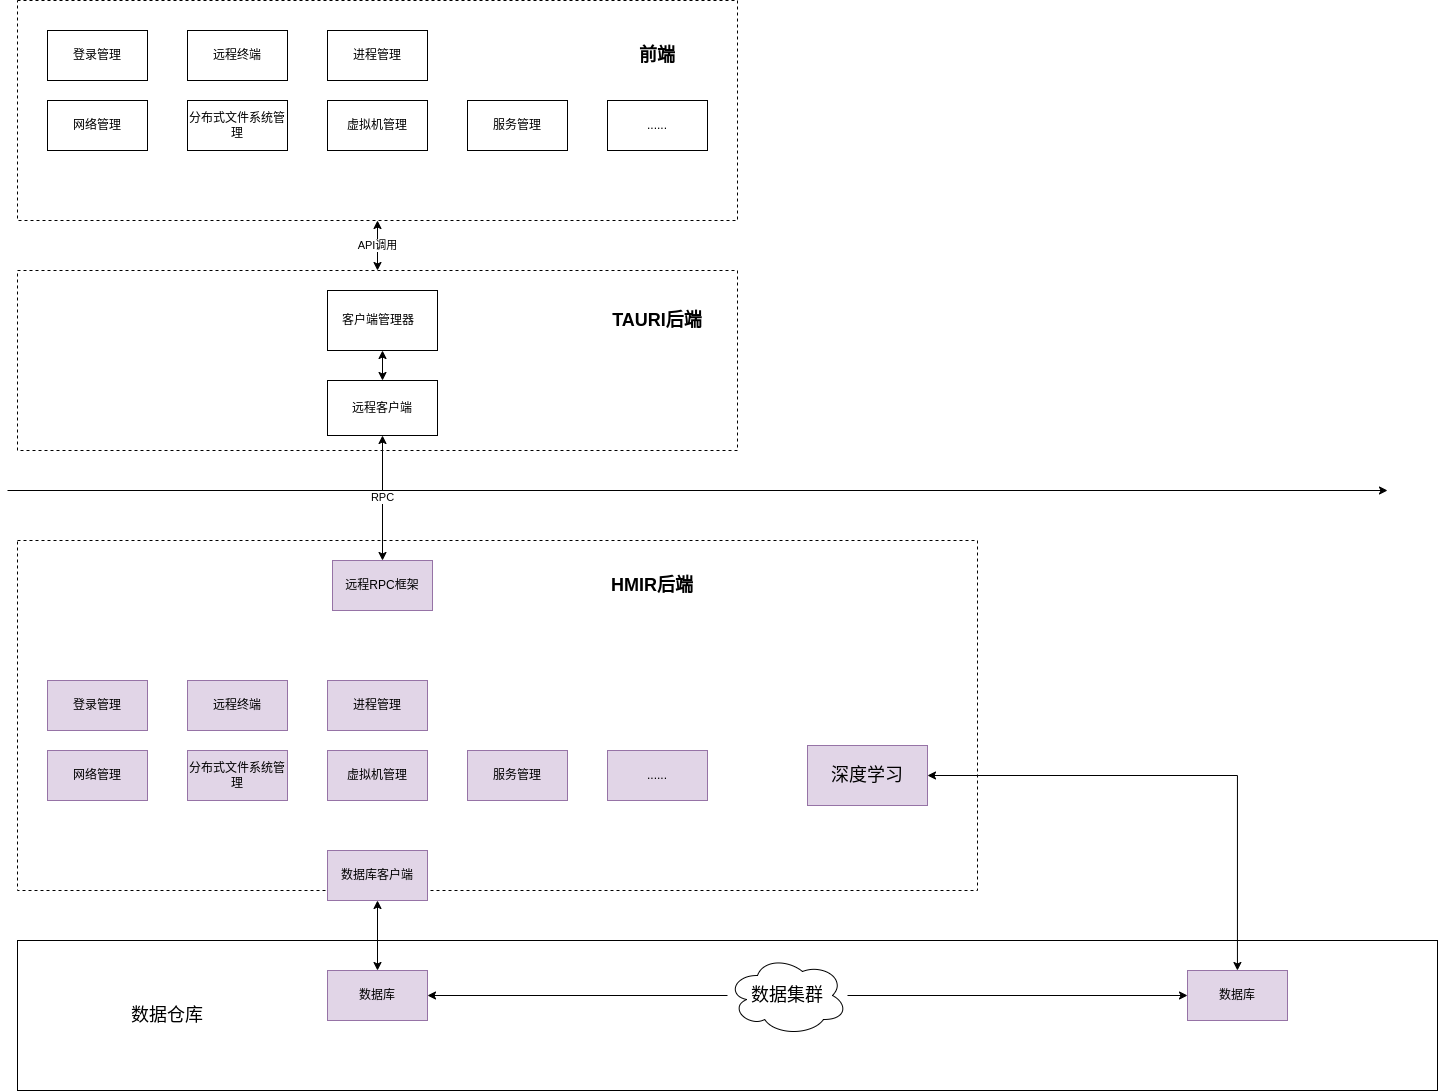 登录管理
远程终端
进程管理
前端
网络管理
分布式文件系统管
理
虚拟机管理
服务管理
......
API调用
客户端管理器
TAURI后端
远程客户端
RPC
远程RPC框架
HMIR后端
登录管理
远程终端
进程管理
网络管理
分布式文件系统管
理
虚拟机管理
服务管理
......
深度学习
数据库客户端
数据仓库
数据库
数据集群
数据库